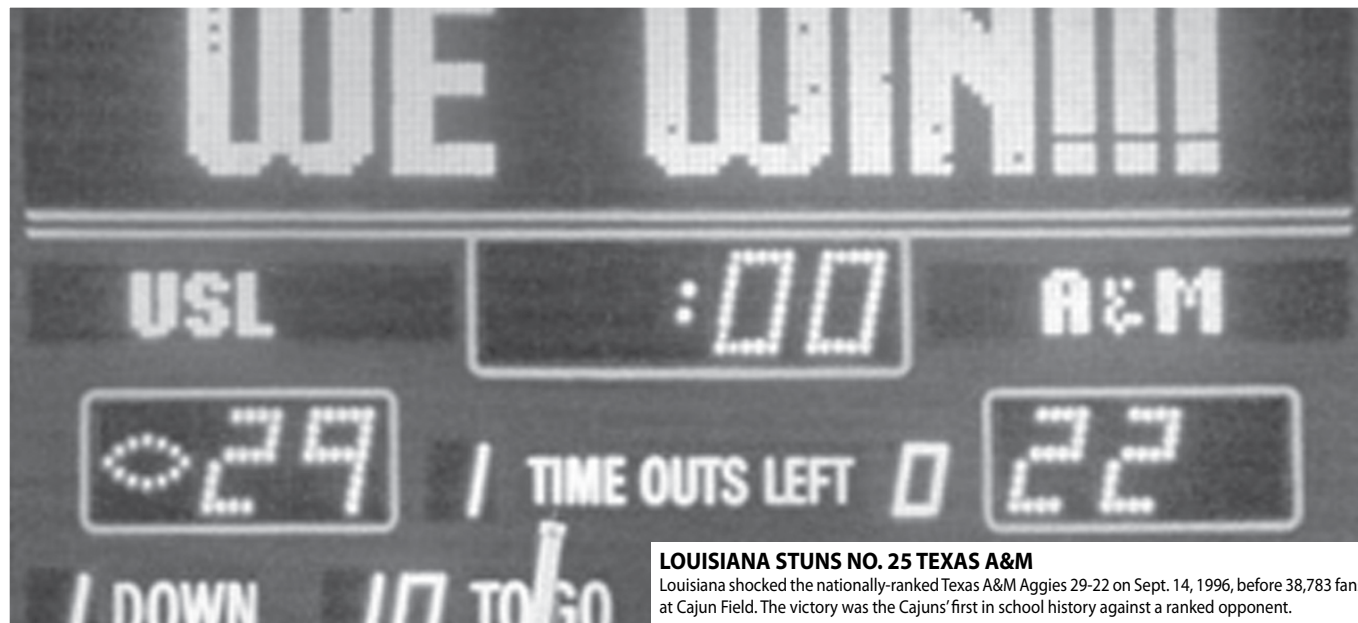 WE WIN!!!
USL :00 A&M
29 1 TIME OUTS LEFT 0 22
1 DOWN 10 TO GO
LOUISIANA STUNS NO. 25 TEXAS A&M
Louisiana shocked the nationally-ranked Texas A&M Aggies 29-22 on Sept. 14, 1996, before 38,783 fan
at Cajun Field. The victory was the Cajuns' first in school history against a ranked opponent.